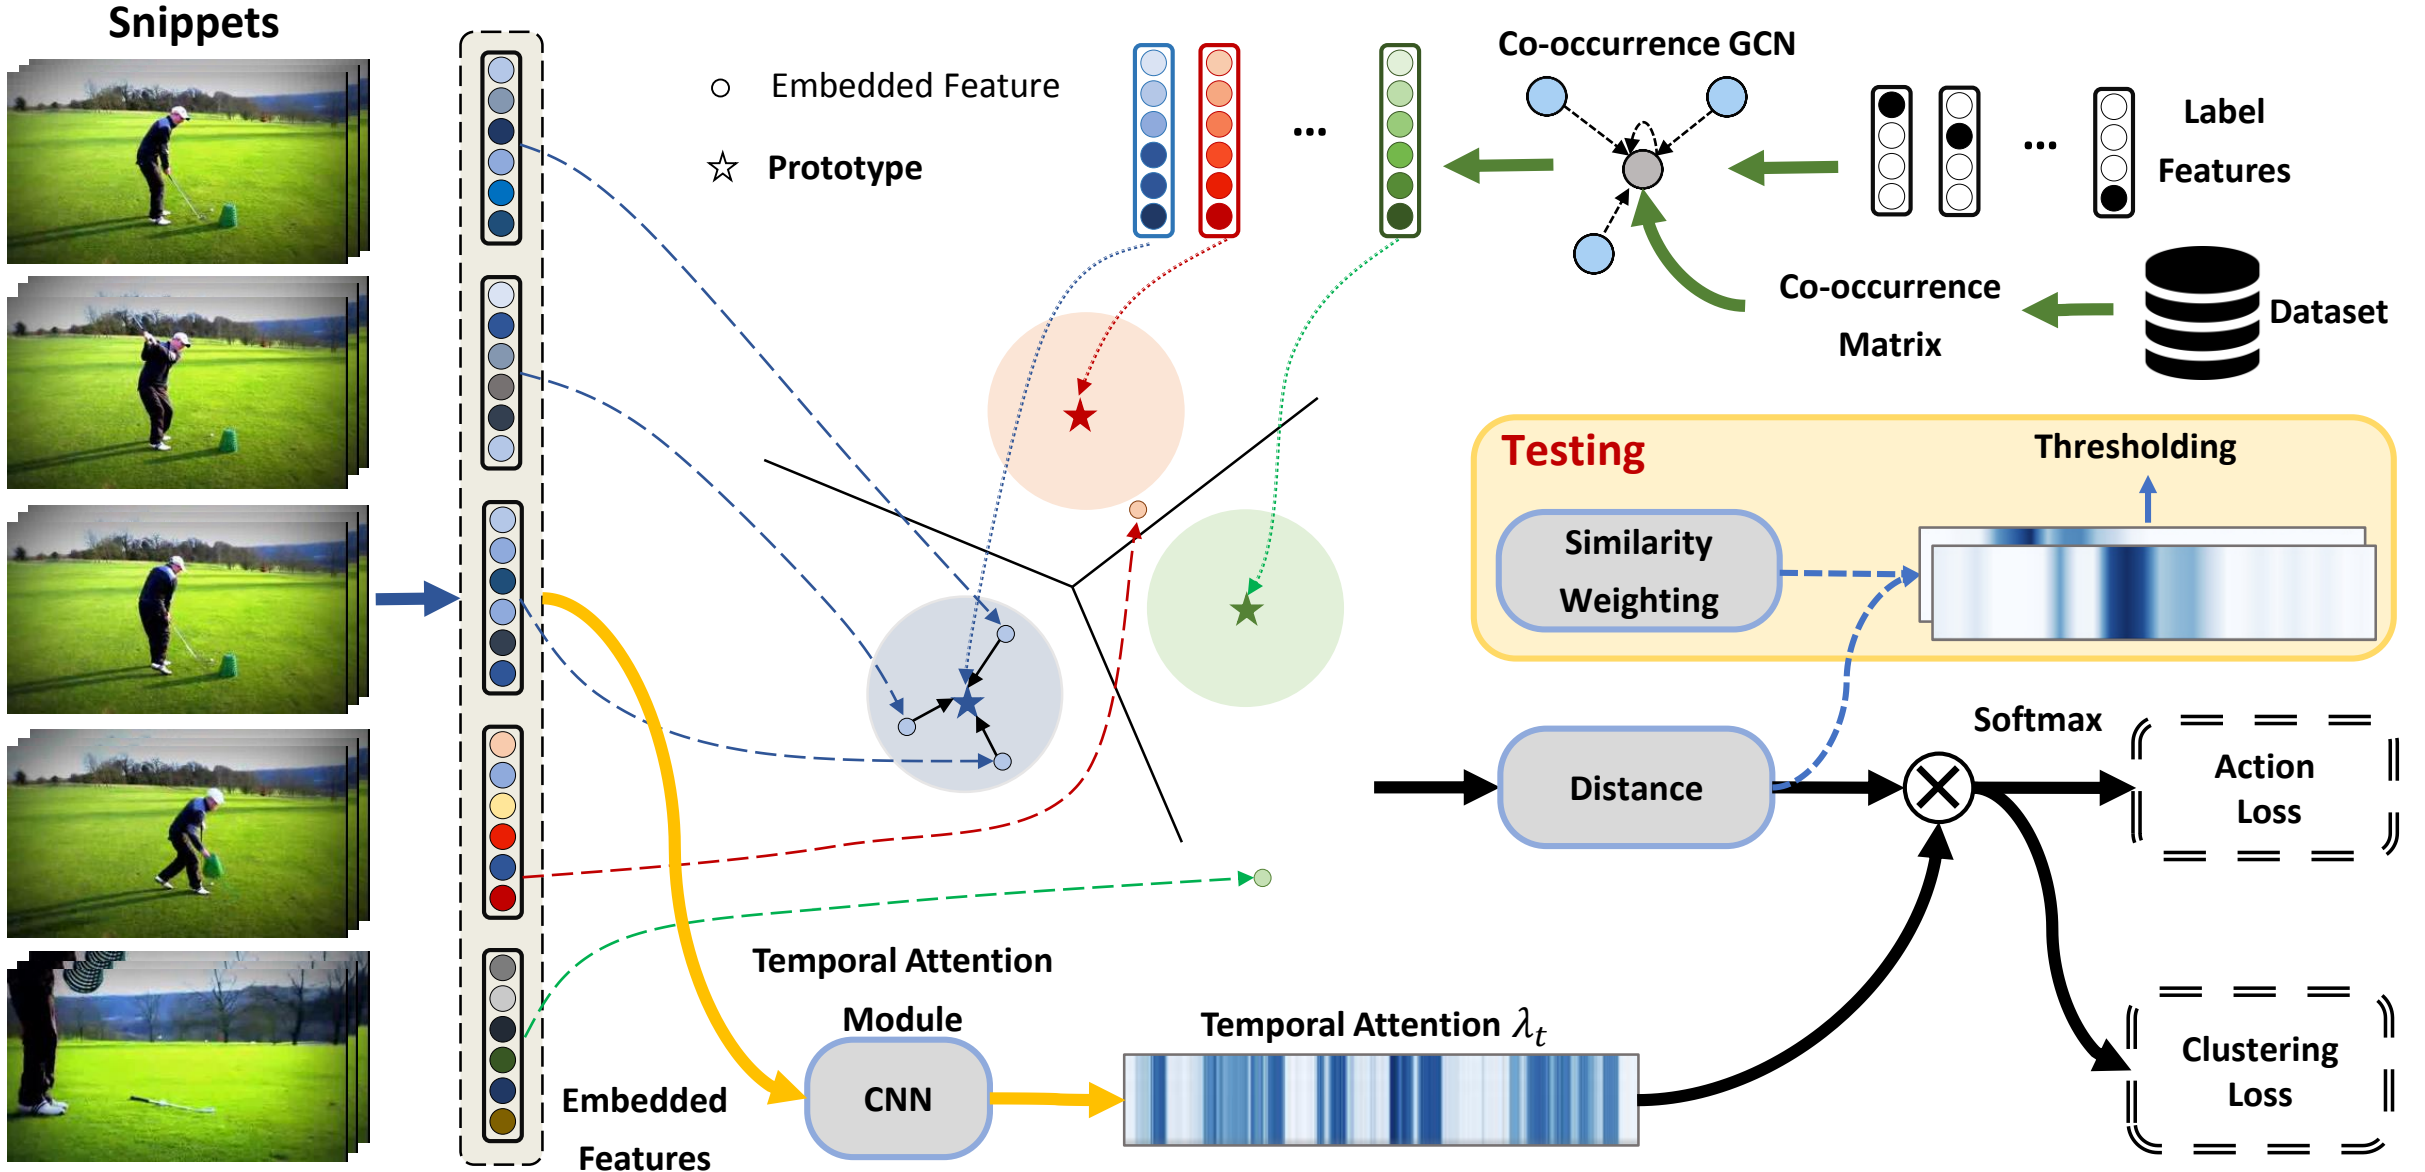 Snippets
Embedded Feature
Prototype
...
Co-occurrence GCN
...
Label
Features
Co-occurrence
Matrix
Dataset
Testing
Thresholding
Similarity
Weighting
Distance
Softmax
Action
Loss
Temporal Attention
Module
CNN
Temporal Attention λt
Clustering
Loss
Embedded
Features